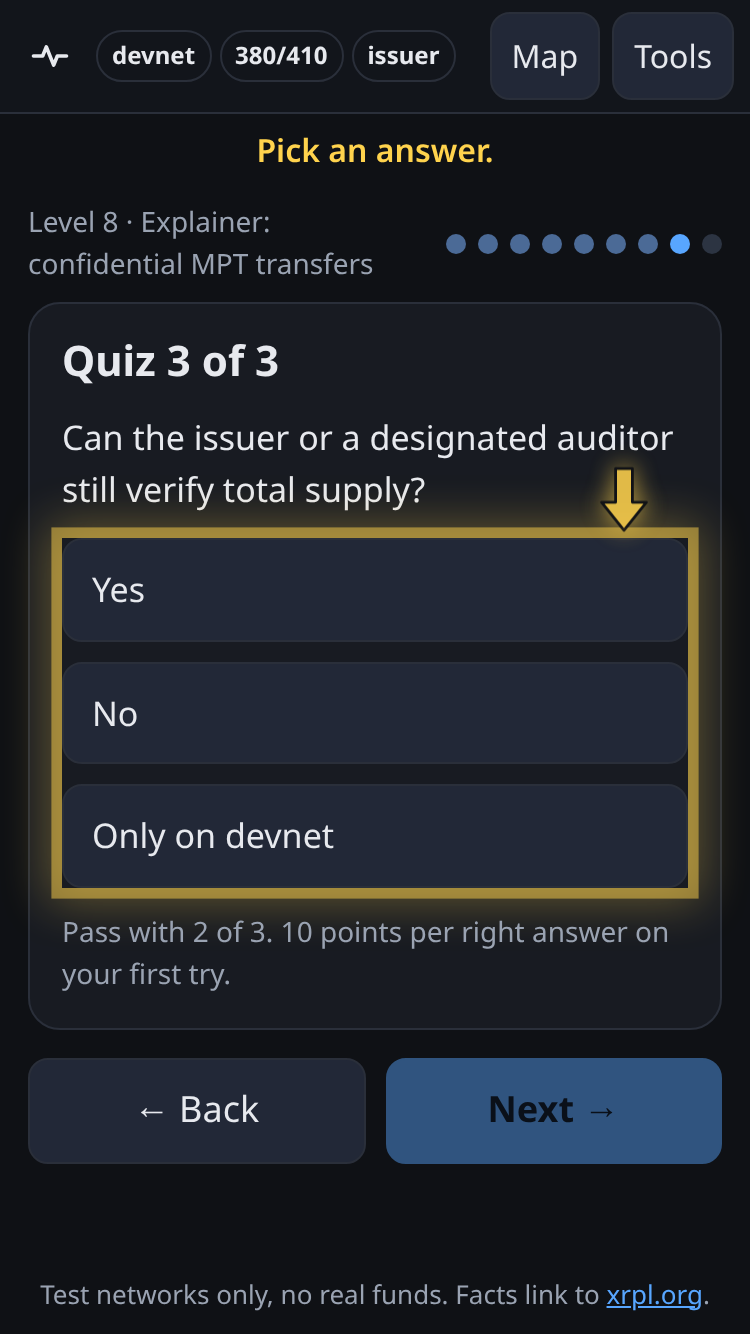 devnet 380/410 issuer Map Tools
Pick an answer.
Level 8 · Explainer:
confidential MPT transfers
Quiz 3 of 3
Can the issuer or a designated auditor
still verify total supply?
Yes
No
Only on devnet
Pass with 2 of 3. 10 points per right answer on
your first try.
← Back Next →
Test networks only, no real funds. Facts link to xrpl.org.